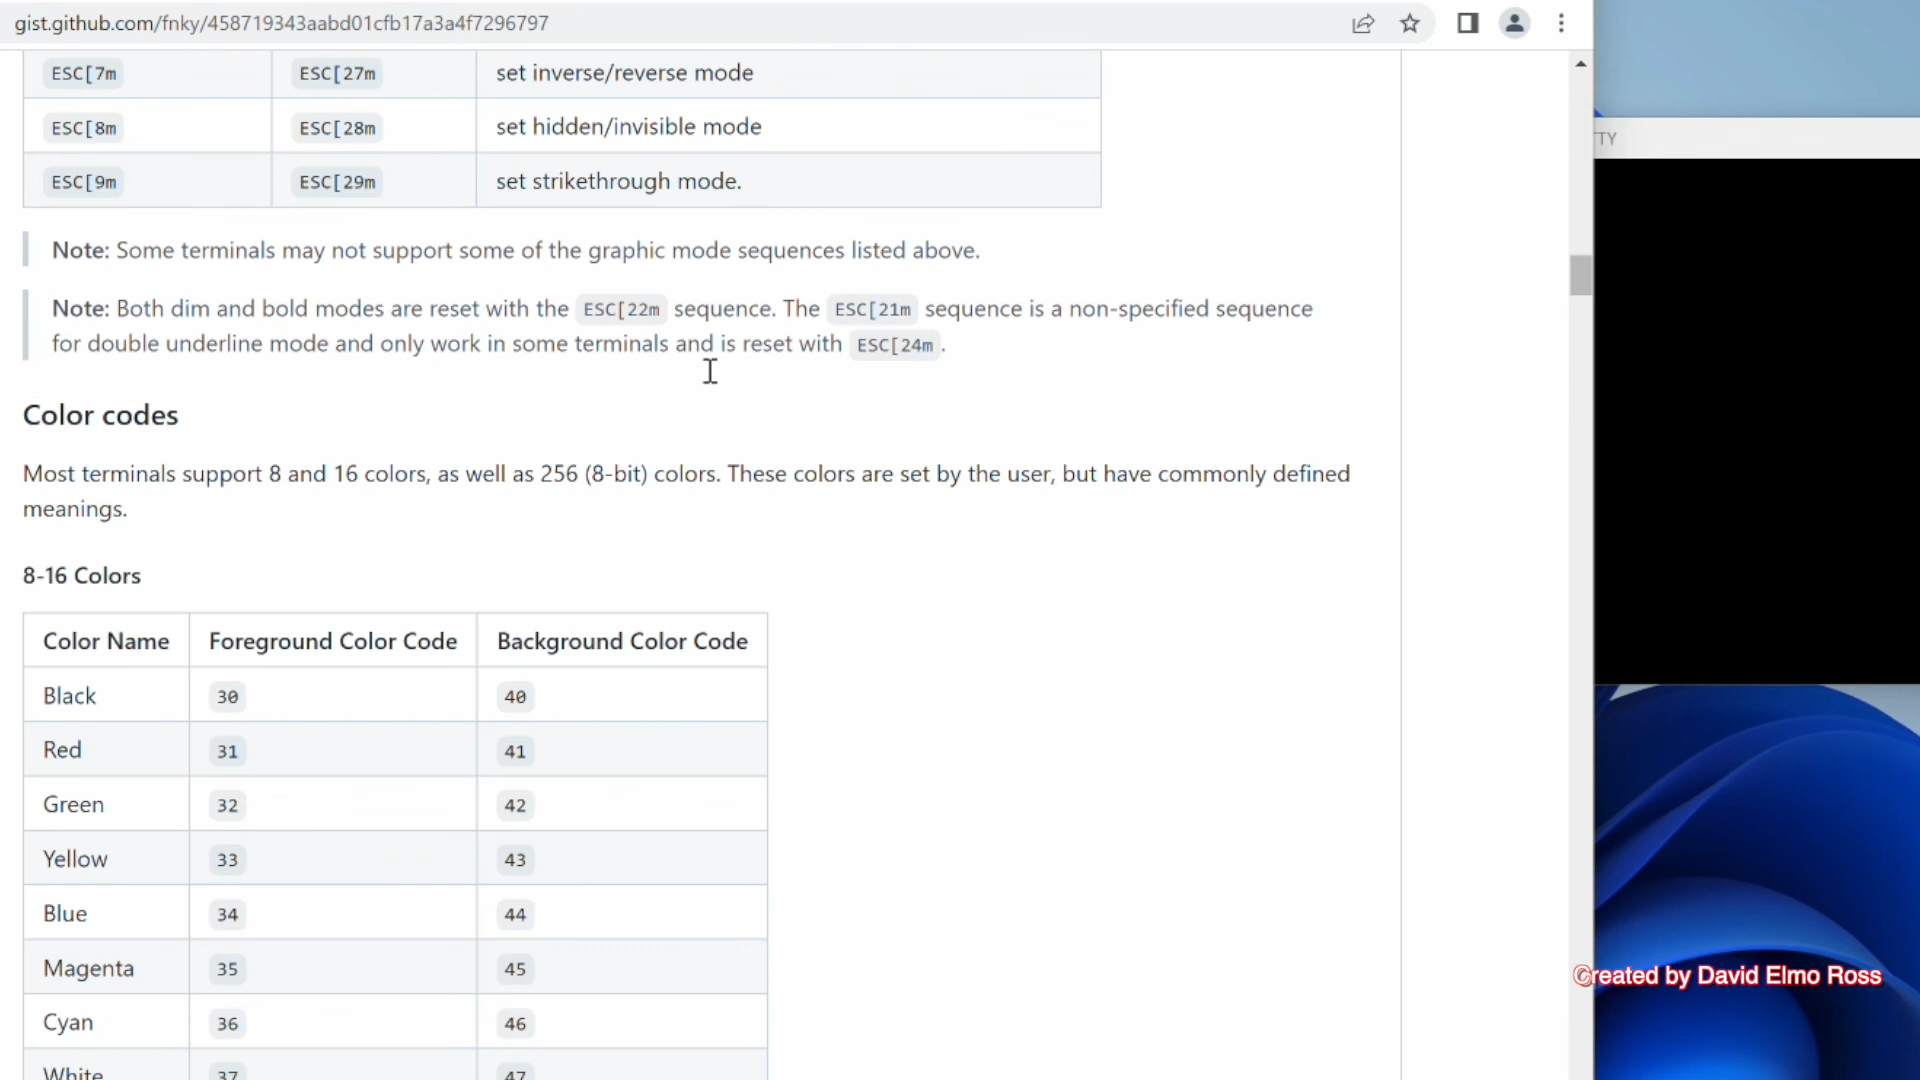 gist.github.com/fnky/458719343aabd01cfb17a3a4f7296797
ESC[7m ESC[27m set inverse/reverse mode
TTY
ESC[8m ESC[28m set hidden/invisible mode
ESC[9m ESC[29m set strikethrough mode.
Note: Some terminals may not support some of the graphic mode sequences listed above.
Note: Both dim and bold modes are reset with the ESC[22m sequence. The ESC[21m sequence is a non-specified sequence
for double underline mode and only work in some terminals and is reset with ESC[24m.
Color codes
Most terminals support 8 and 16 colors, as well as 256 (8-bit) colors. These colors are set by the user, but have commonly defined
meanings.
8-16 Colors
Color Name Foreground Color Code Background Color Code
Black 30 40
Red 31 41
Green 32 42
Yellow 33 43
Blue 34 44
Magenta 35 45
Cyan 36 46
White 37 47
©reated by David Elmo Ross